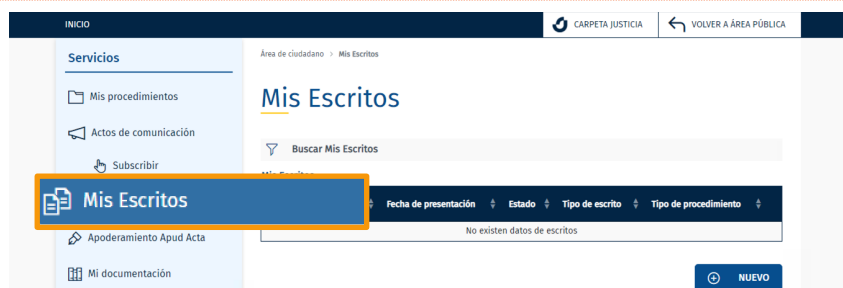 INICIO
CARPETA JUSTICIA
VOLVER A ÁREA PÚBLICA
Servicios
Mis procedimientos
Actos de comunicación
Subscribir
Mis Escritos
Apoderamiento Apud Acta
Mi documentación
Área de ciudadano > Mis Escritos
Mis Escritos
Buscar Mis Escritos
Fecha de presentación Estado Tipo de escrito Tipo de procedimiento
No existen datos de escritos
NUEVO